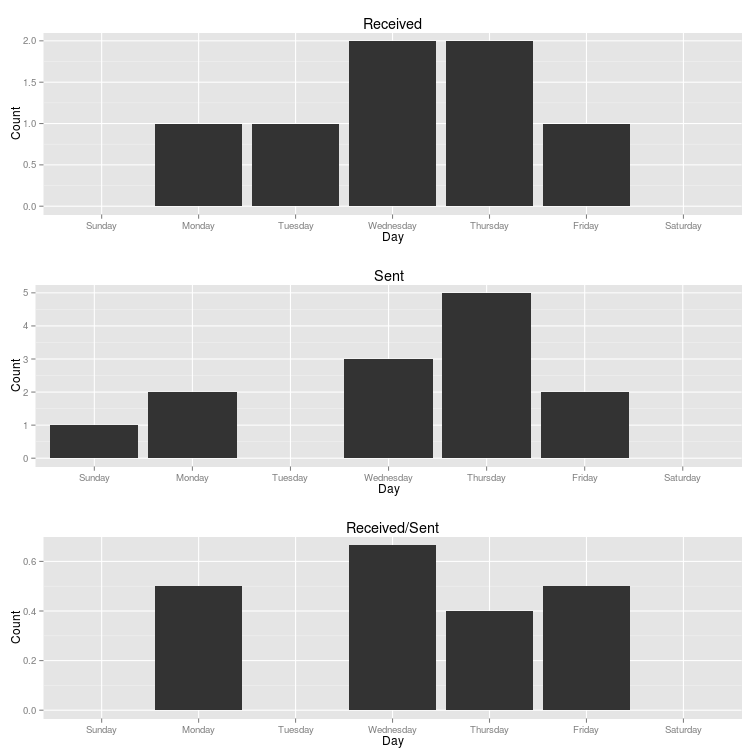 Received
2.0
1.5
1.0
0.5
0.0
Count
Sunday Monday Tuesday Wednesday Thursday Friday Saturday
Day
Sent
5
4
3
2
1
0
Count
Sunday Monday Tuesday Wednesday Thursday Friday Saturday
Day
Received/Sent
0.6
0.4
0.2
0.0
Count
Sunday Monday Tuesday Wednesday Thursday Friday Saturday
Day